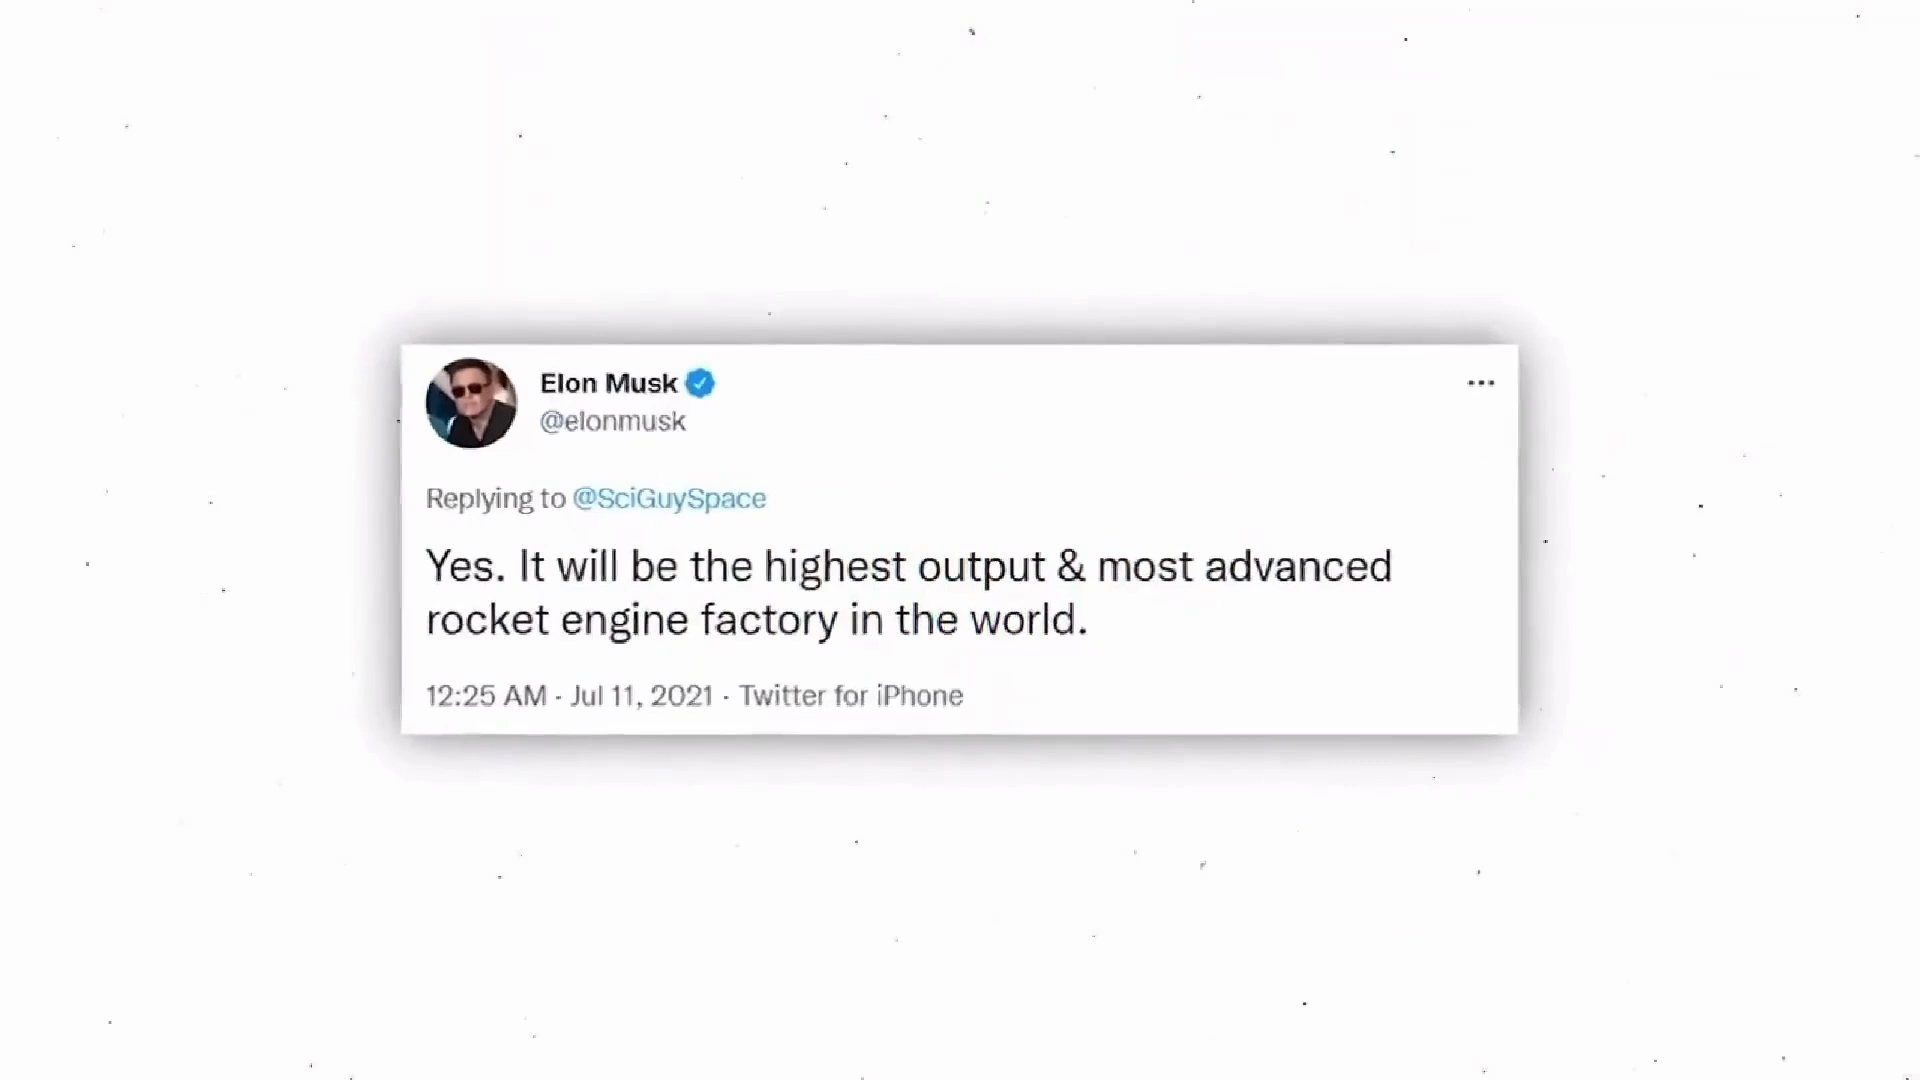 Elon Musk
@elonmusk
Replying to @SciGuySpace
Yes. It will be the highest output & most advanced
rocket engine factory in the world.
12:25 AM · Jul 11, 2021 · Twitter for iPhone